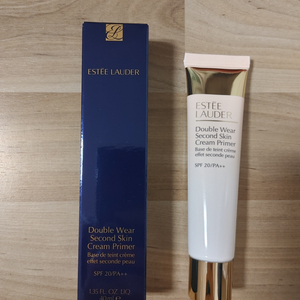 ESTĒE LAUDER
Double Wear
Second Skin
Cream Primer
Base de teint crème
effet seconde peau
SPF 20/PA++
ESTĒE
LAUDER
Double Wear
Second Skin
Cream Primer
Base de teint crème
effet seconde peau
SPF 20/PA++